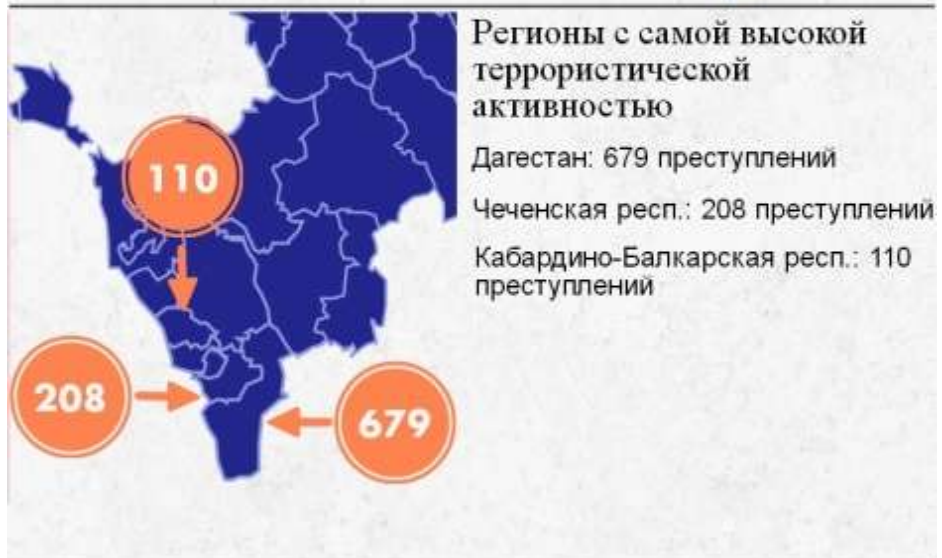 Регионы с самой высокой
террористической
активностью
Дагестан: 679 преступлений
Чеченская респ.: 208 преступлений
Кабардино-Балкарская респ.: 110
преступлений
110
208
679